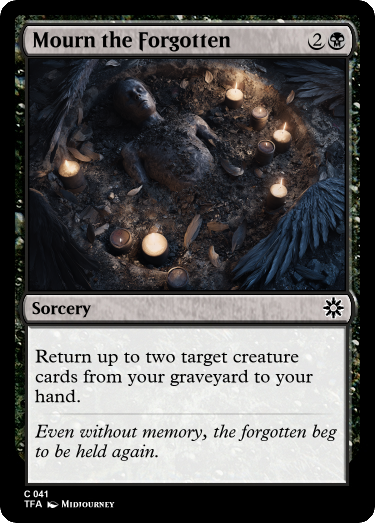 Mourn the Forgotten 2
Sorcery
Return up to two target creature
cards from your graveyard to your
hand.
Even without memory, the forgotten beg
to be held again.
C 041
TFA Midjourney